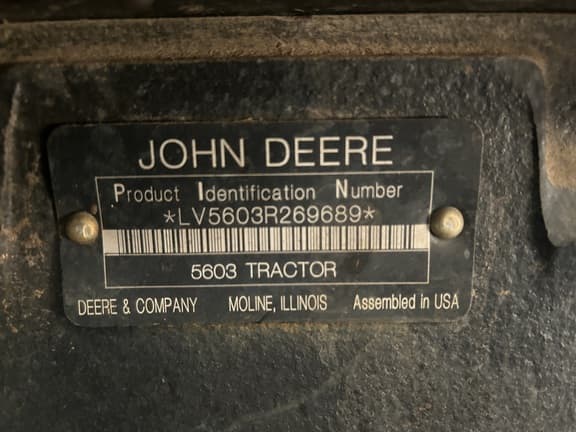 JOHN DEERE
Product Identification Number
*LV5603R269689*
5603 TRACTOR
DEERE & COMPANY MOLINE, ILLINOIS Assembled in USA